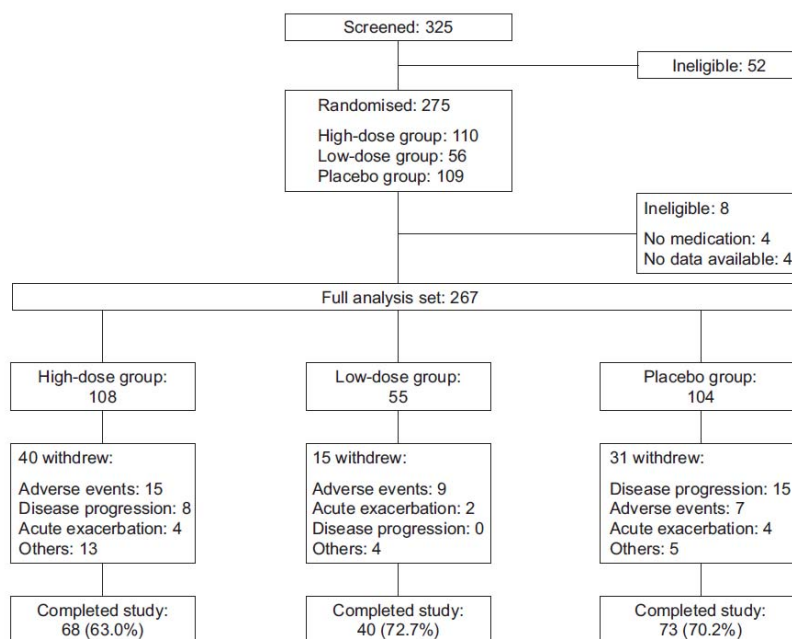 Screened: 325
Ineligible: 52
Randomised: 275
High-dose group: 110
Low-dose group: 56
Placebo group: 109
Ineligible: 8
No medication: 4
No data available: 4
Full analysis set: 267
High-dose group:
108
Low-dose group:
55
Placebo group:
104
40 withdrew:
Adverse events: 15
Disease progression: 8
Acute exacerbation: 4
Others: 13
15 withdrew:
Adverse events: 9
Acute exacerbation: 2
Disease progression: 0
Others: 4
31 withdrew:
Disease progression: 15
Adverse events: 7
Acute exacerbation: 4
Others: 5
Completed study:
68 (63.0%)
Completed study:
40 (72.7%)
Completed study:
73 (70.2%)